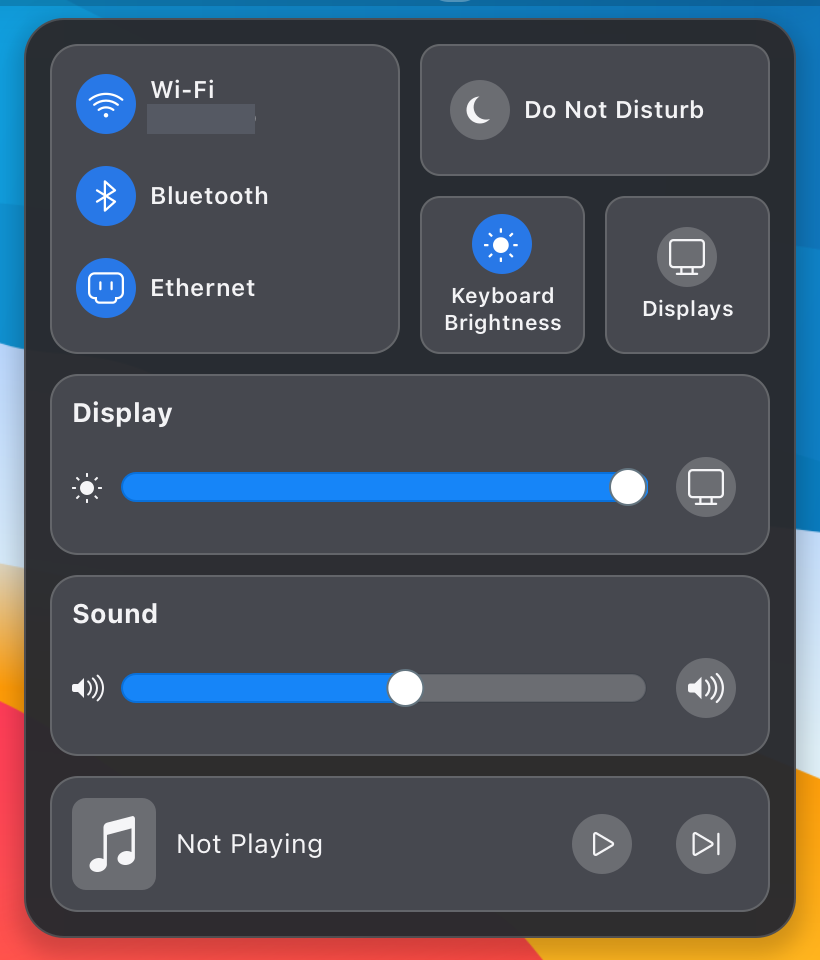 Wi-Fi
Bluetooth
Ethernet
Do Not Disturb
Keyboard
Brightness
Displays
Display
Sound
Not Playing